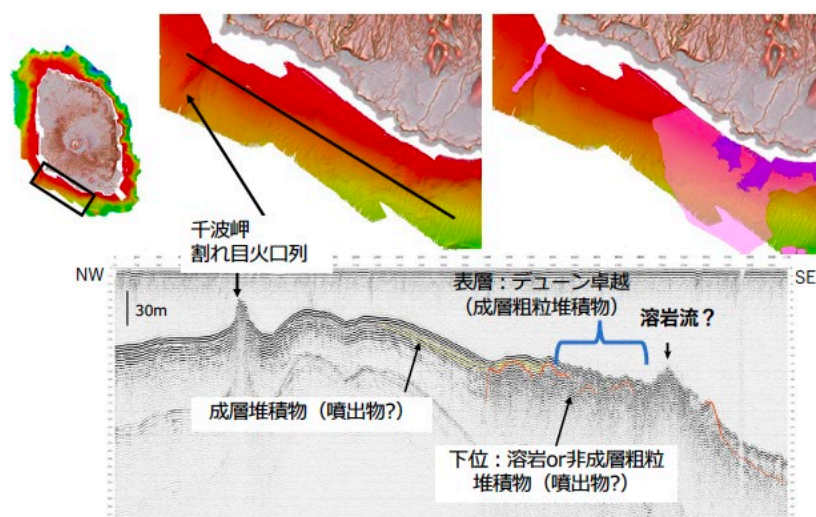 千波岬
割れ目火口列
NW
SE
30m
表層：デューン卓越
（成層粗粒堆積物）
溶岩流？
成層堆積物（噴出物?）
下位：溶岩or非成層粗粒
堆積物（噴出物?）